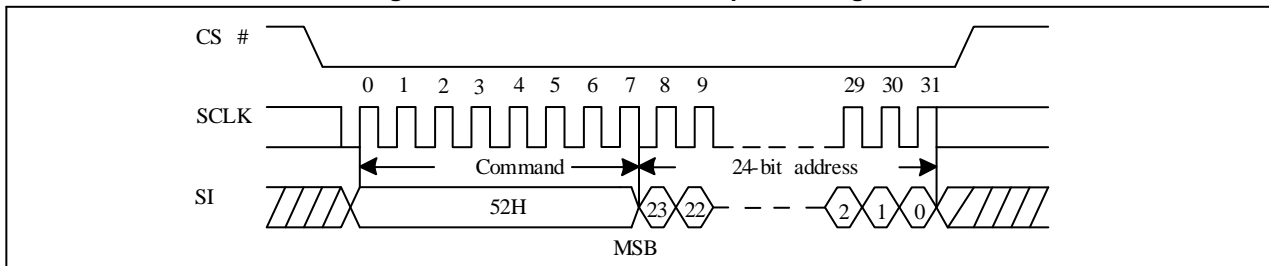 CS #
0 1 2 3 4 5 6 7 8 9 29 30 31
SCLK
Command 24-bit address
SI
52H 23 22 2 1 0
MSB